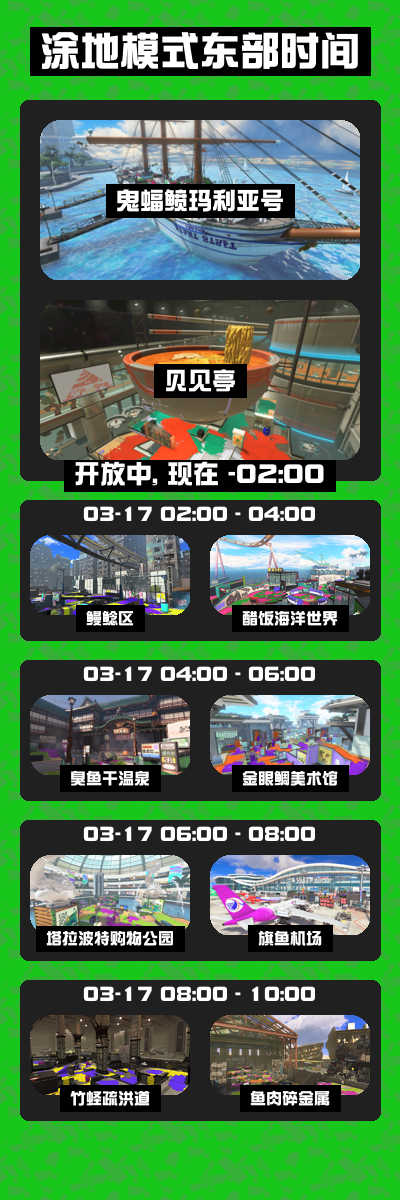 涂地模式东部时间
鬼蝠鲼玛利亚号
贝贝亭
开放中, 现在 -02:00
03-17 02:00 - 04:00
鳗鲶区
醋饭海洋世界
03-17 04:00 - 06:00
臭鱼干温泉
金眼鲷美术馆
03-17 06:00 - 08:00
塔拉波特购物公园
旗鱼机场
03-17 08:00 - 10:00
竹蛏疏洪道
鱼肉碎金属